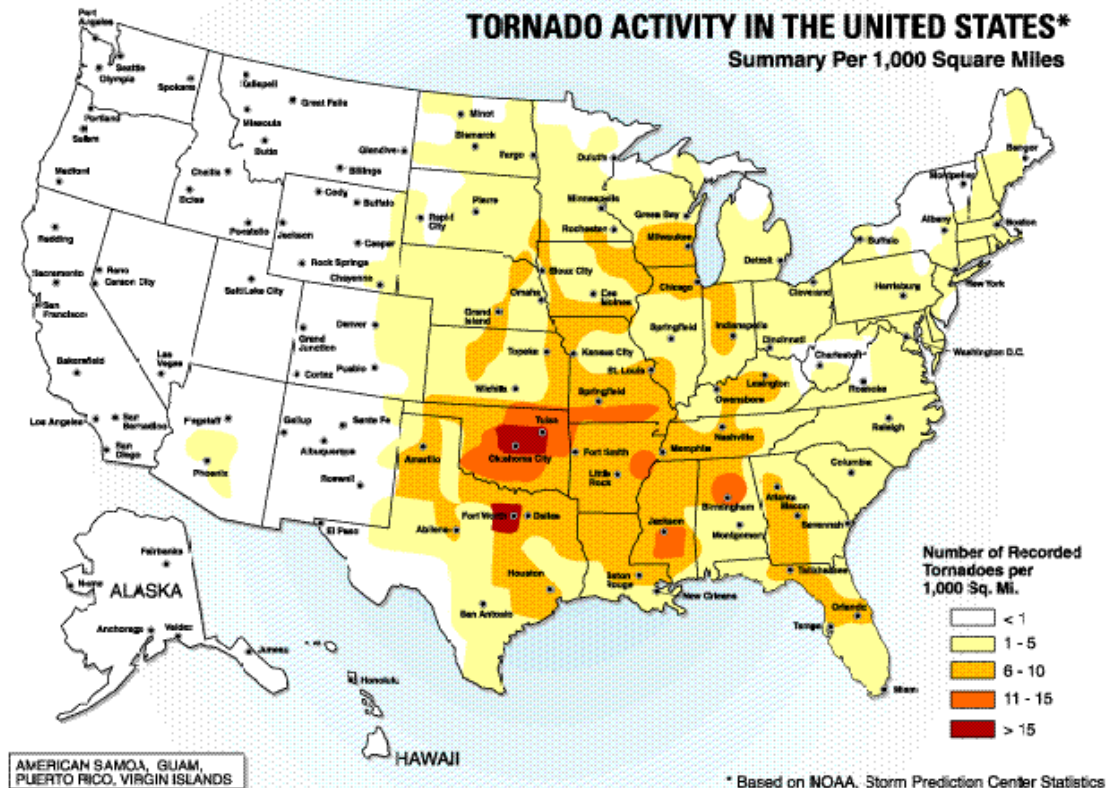 TORNADO ACTIVITY IN THE UNITED STATES*
Summary Per 1,000 Square Miles
Port
Angeles
Seattle
Olympia
Spokane
Portland
Salem
Medford
Kalispell
Great Falls
Missoula
Butte
Glendive
Billings
Challis
Boise
Pocatello
Jackson
Cody
Buffalo
Casper
Rock Springs
Cheyenne
Minot
Bismarck
Fargo
Pierre
Rapid
City
Duluth
Minneapolis
Rochester
Green Bay
Milwaukee
Chicago
Detroit
Sioux City
Des
Moines
Omaha
Grand
Island
Redding
Sacramento
San
Francisco
Reno
Carson City
Bakersfield
Las
Vegas
Los Angeles
San
Bernadino
San
Diego
Salt Lake City
Denver
Grand
Junction
Cortez
Pueblo
Flagstaff
Phoenix
Gallup
Santa Fe
Albuquerque
Roswell
El Paso
Topeka
Wichita
Kansas City
St. Louis
Springfield
Springfield
Indianapolis
Cincinnati
Cleveland
Charleston
Lexington
Owensboro
Nashville
Memphis
Tulsa
Oklahoma City
Amarillo
Fort Smith
Little
Rock
Fort Worth
Dallas
Abilene
Houston
San Antonio
Jackson
Baton
Rouge
New Orleans
Birmingham
Montgomery
Atlanta
Macon
Savannah
Columbia
Raleigh
Roanoke
Washington D.C.
Harrisburg
New York
Buffalo
Albany
Boston
Montpelier
Bangor
Tallahassee
Orlando
Tampa
Miami
Fairbanks
Nome
ALASKA
Anchorage
Valdez
Juneau
Honolulu
HAWAII
AMERICAN SAMOA, GUAM,
PUERTO RICO, VIRGIN ISLANDS
Number of Recorded
Tornadoes per
1,000 Sq. Mi.
< 1
1 - 5
6 - 10
11 - 15
> 15
* Based on NOAA, Storm Prediction Center Statistics